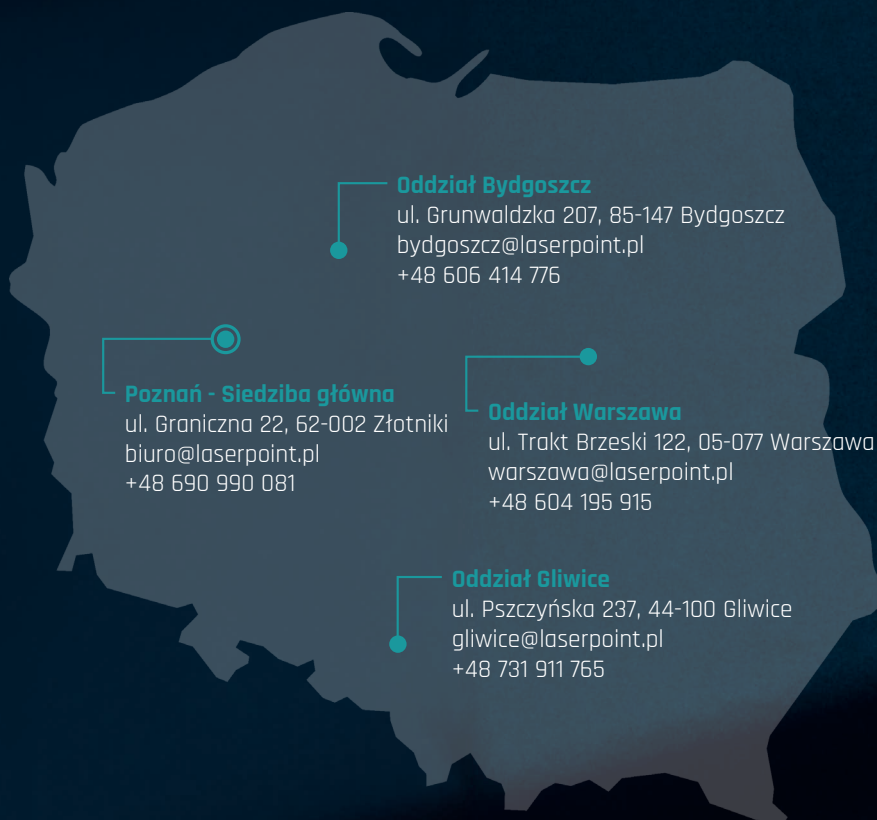 Oddział Bydgoszcz
ul. Grunwaldzka 207, 85-147 Bydgoszcz
bydgoszcz@laserpoint.pl
+48 606 414 776
Poznań - Siedziba główna
ul. Graniczna 22, 62-002 Złotniki
biuro@laserpoint.pl
+48 690 990 081
Oddział Warszawa
ul. Trakt Brzeski 122, 05-077 Warszawa
warszawa@laserpoint.pl
+48 604 195 915
Oddział Gliwice
ul. Pszczyńska 237, 44-100 Gliwice
gliwice@laserpoint.pl
+48 731 911 765